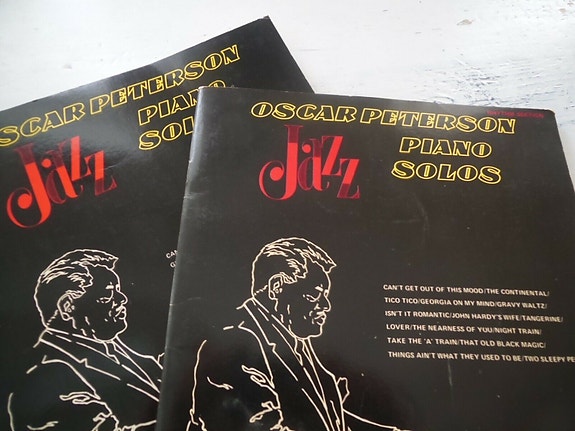 OSCAR PETERSON
PIANO
SOLOS
Jazz
CAN'T GET OUT OF THIS MOOD/THE CONTINENTAL/
TICO TICO/GEORGIA ON MY MIND/GRAVY WALTZ/
ISN'T IT ROMANTIC/JOHN HARDY'S WIFE/TANGERINE/
LOVER/THE NEARNESS OF YOU/NIGHT TRAIN/
TAKE THE 'A' TRAIN/THAT OLD BLACK MAGIC/
THINGS AIN'T WHAT THEY USED TO BE/TWO SLEEPY PE
SCAR PETERSON
PIANO
SOLO
Jazz
CA
G